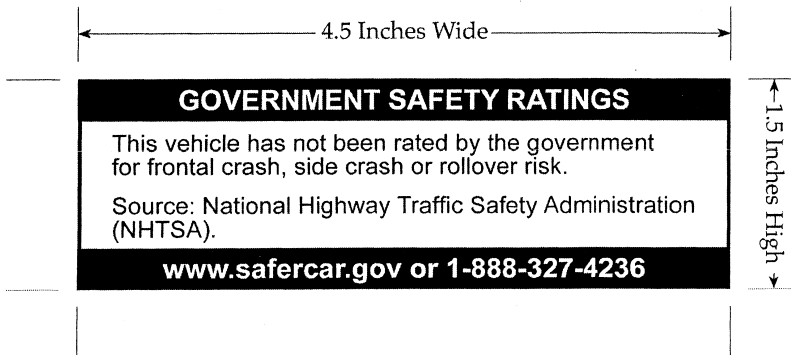 4.5 Inches Wide
GOVERNMENT SAFETY RATINGS
This vehicle has not been rated by the government
for frontal crash, side crash or rollover risk.
Source: National Highway Traffic Safety Administration
(NHTSA).
www.safercar.gov or 1-888-327-4236
1.5 Inches High